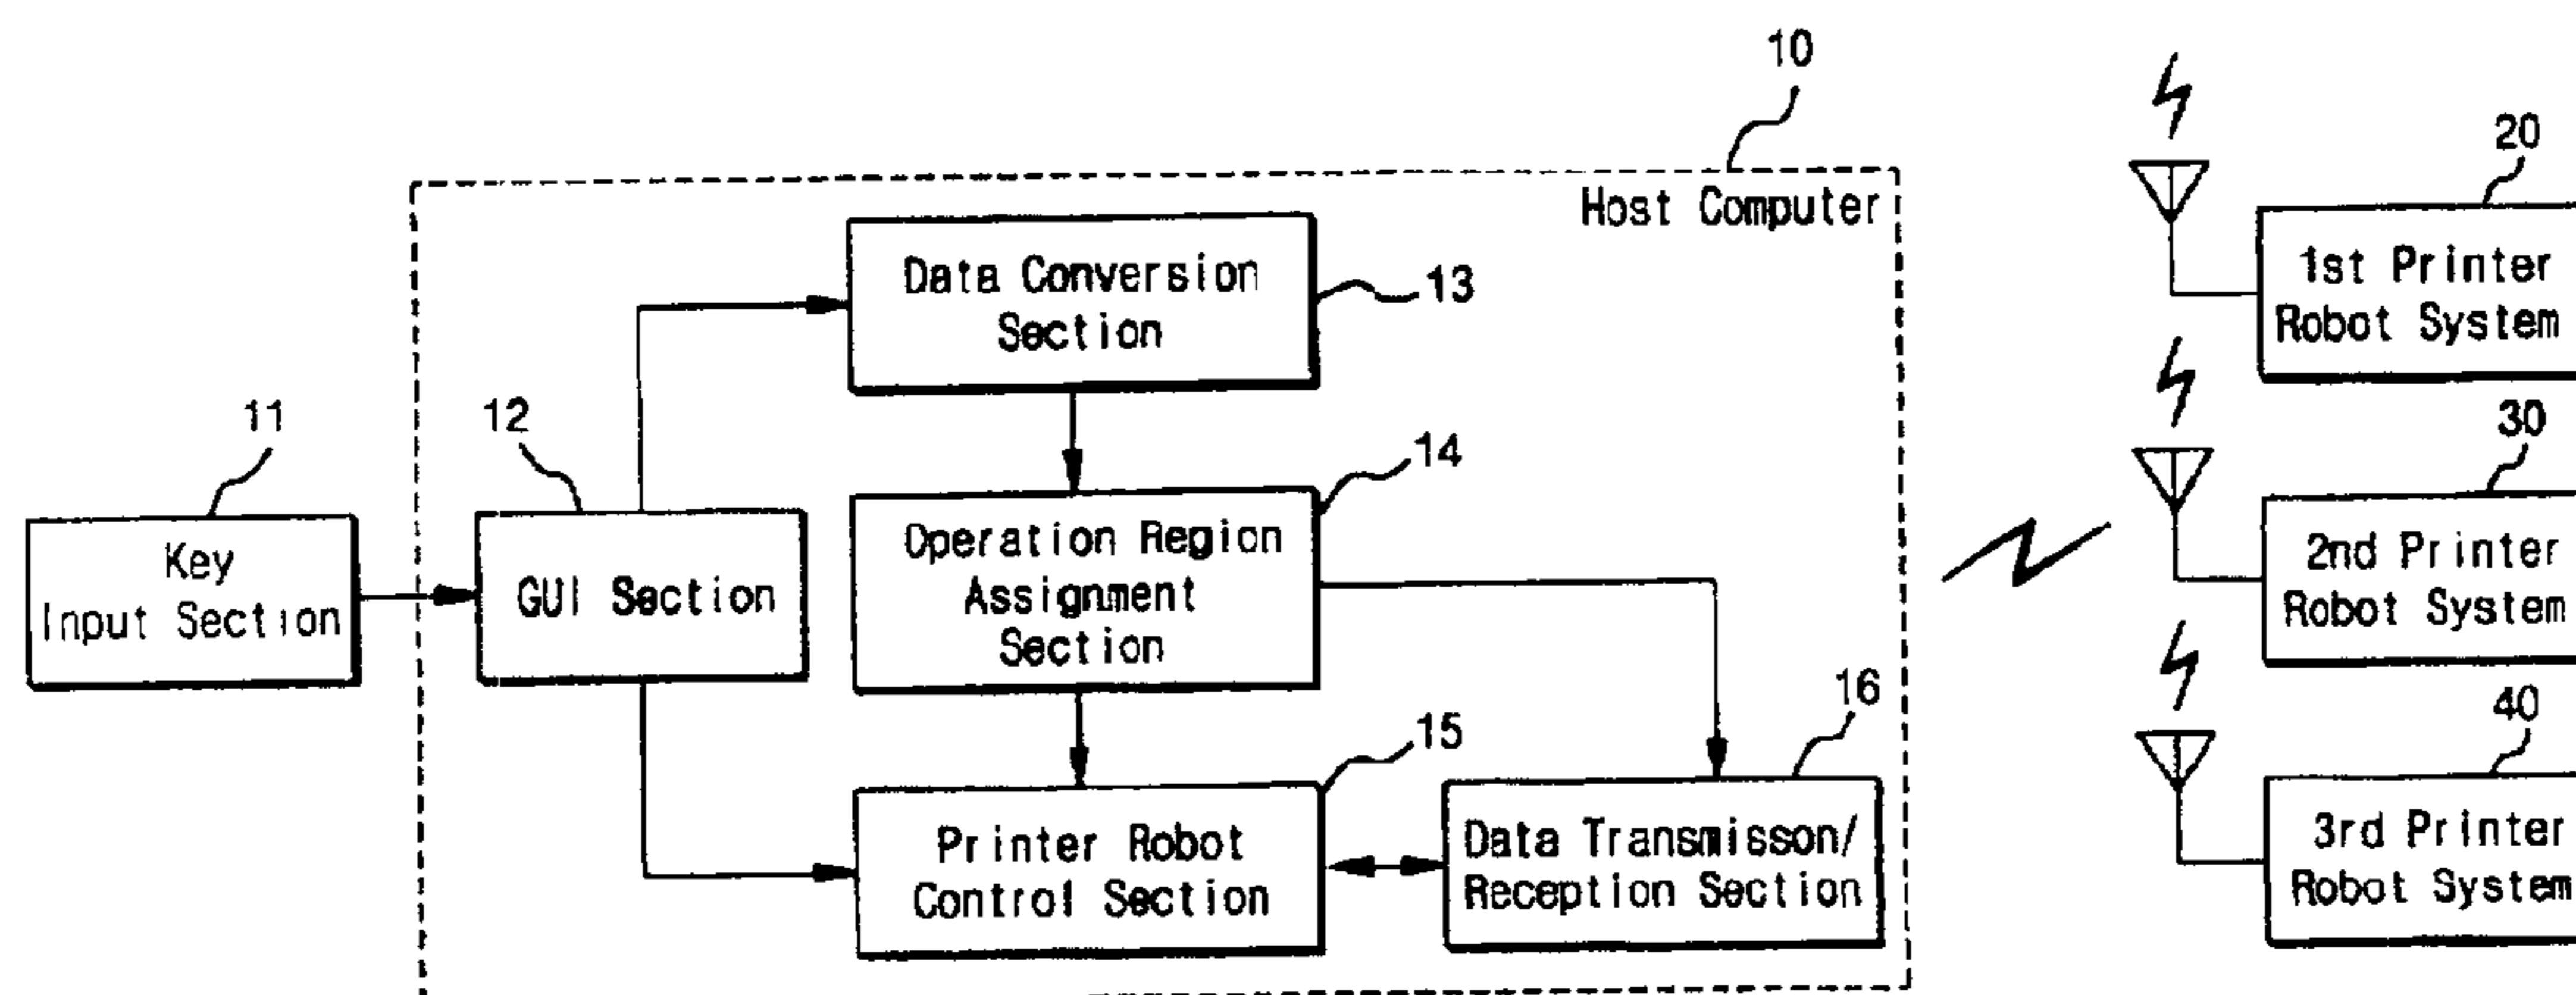 10
Host Computer
20
1st Printer
Robot System
Data Conversion
Section
13
11
12
14
30
Key
Input Section
GUI Section
Operation Region
Assignment
Section
2nd Printer
Robot System
15
16
40
Printer Robot
Control Section
Data Transmisson/
Reception Section
3rd Printer
Robot System